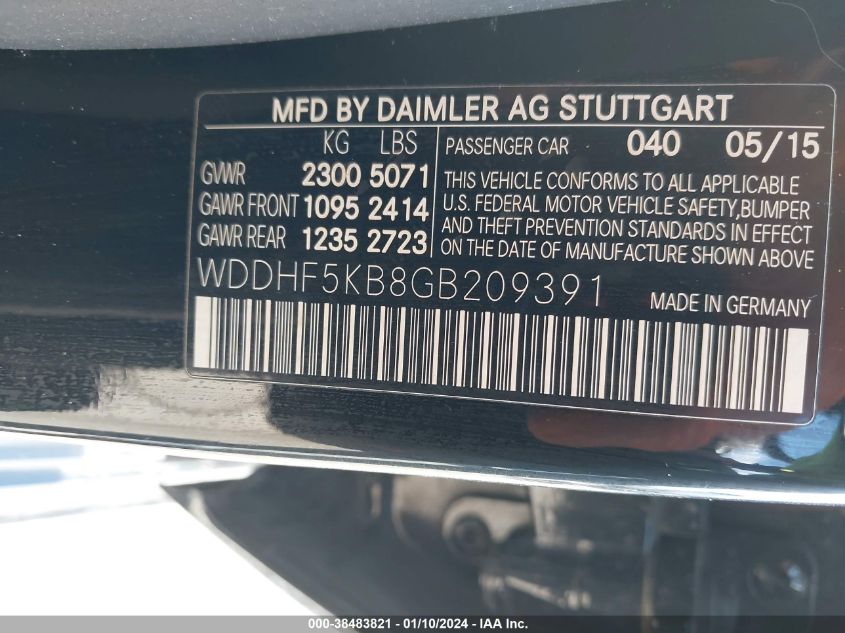 MFD BY DAIMLER AG STUTTGART
KG LBS
GVWR 2300 5071
GAWR FRONT 1095 2414
GAWR REAR 1235 2723
PASSENGER CAR 040 05/15
THIS VEHICLE CONFORMS TO ALL APPLICABLE
U.S. FEDERAL MOTOR VEHICLE SAFETY,BUMPER
AND THEFT PREVENTION STANDARDS IN EFFECT
ON THE DATE OF MANUFACTURE SHOWN ABOVE.
WDDHF5KB8GB209391
MADE IN GERMANY
000-38483821 - 01/10/2024 - IAA Inc.